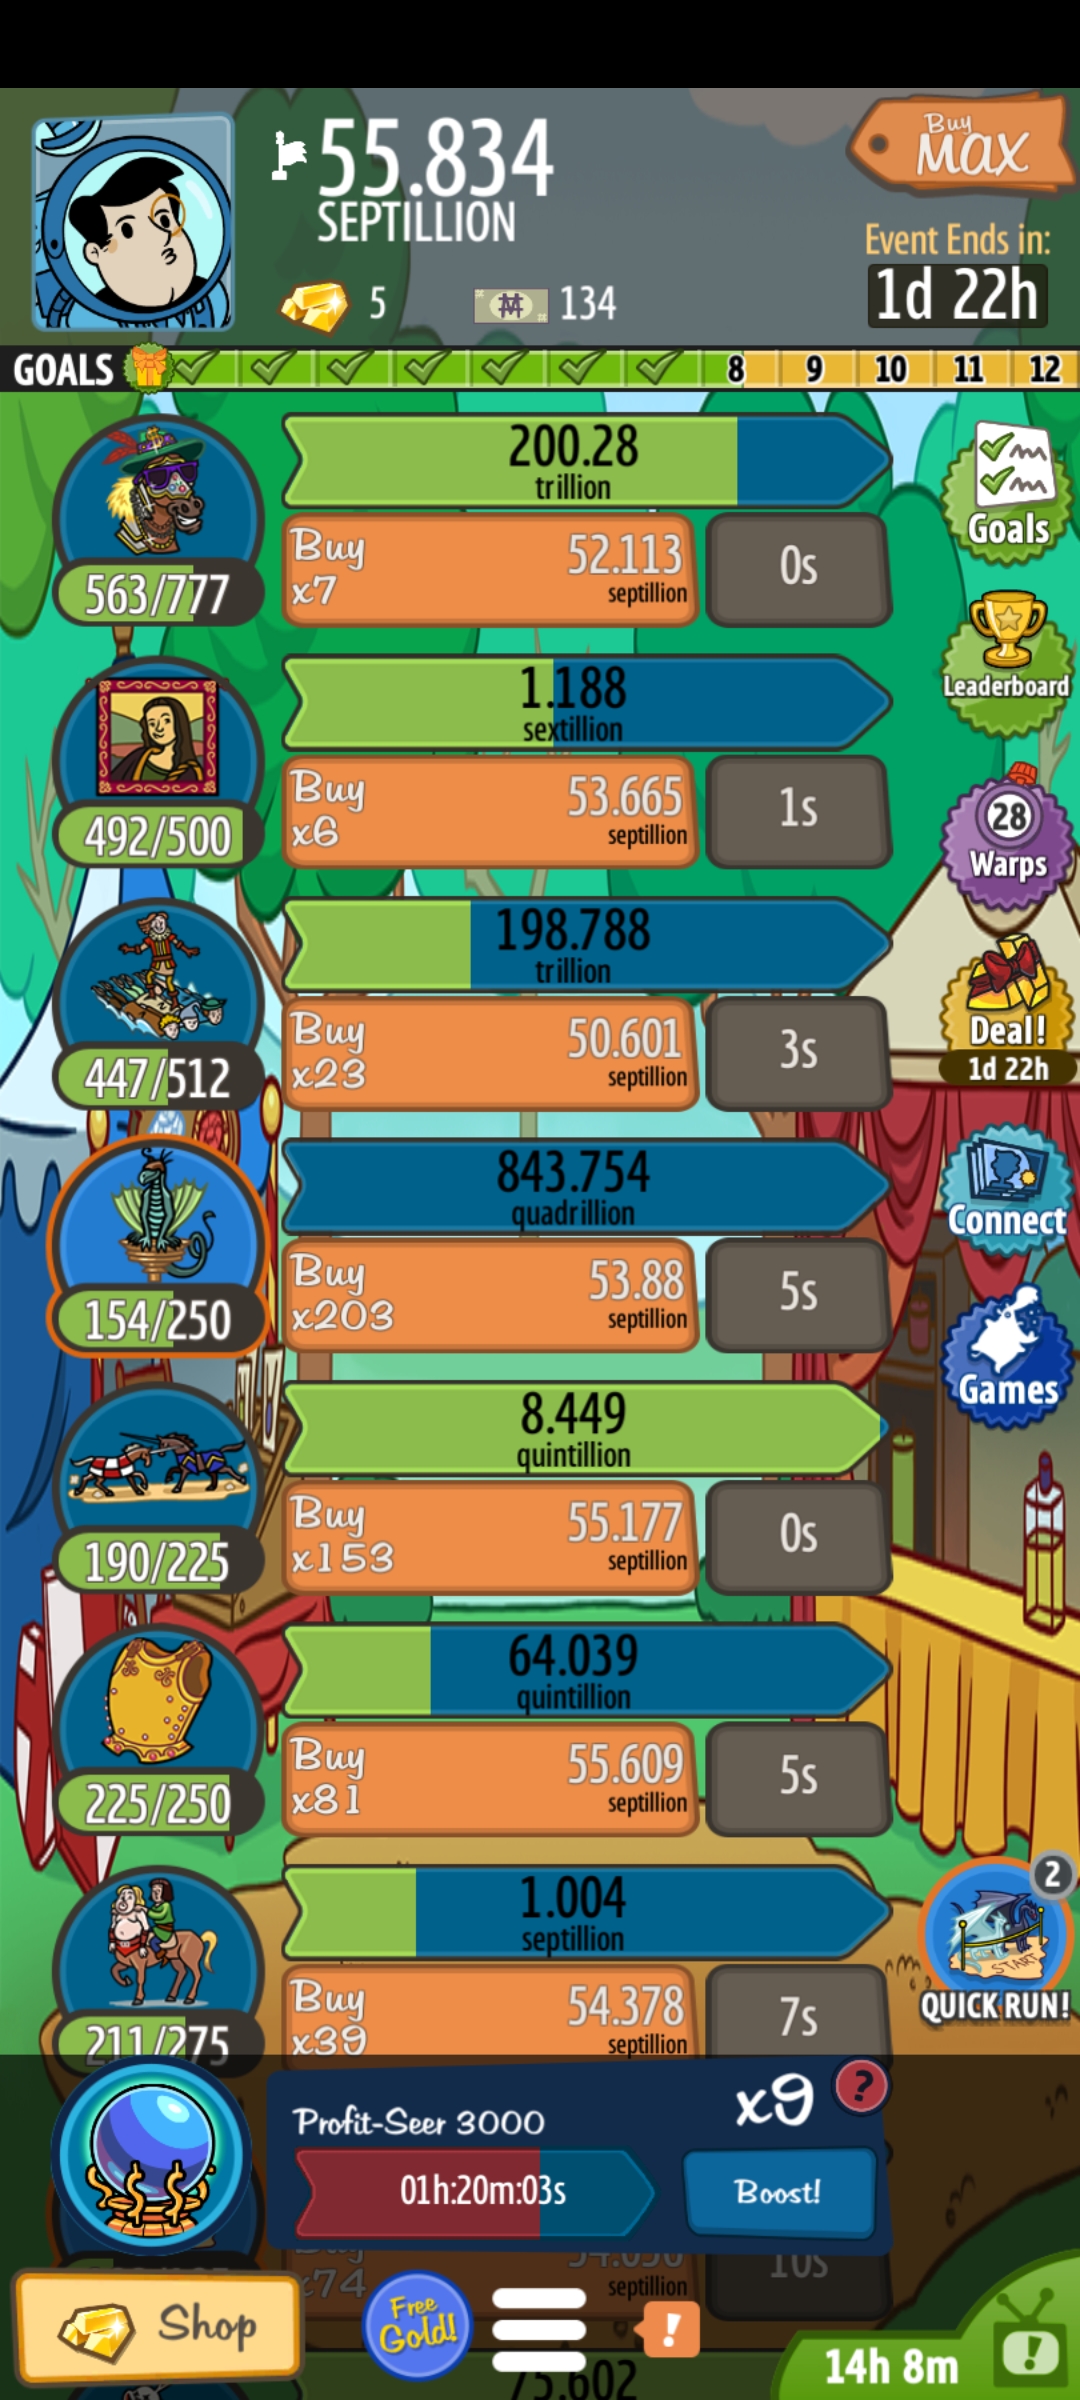 55.834
SEPTILLION
5
134
Buy
MAX
Event Ends in:
1d 22h
GOALS 8 9 10 11 12
200.28
trillion
Buy
x7
52.113
septillion
0s
563/777
Goals
1.188
sextillion
Buy
x6
53.665
septillion
1s
492/500
Leaderboard
28
Warps
198.788
trillion
Buy
x23
50.601
septillion
3s
447/512
Deal!
1d 22h
843.754
quadrillion
Buy
x203
53.88
septillion
5s
154/250
Connect
8.449
quintillion
Buy
x153
55.177
septillion
0s
190/225
Games
64.039
quintillion
Buy
x81
55.609
septillion
5s
225/250
1.004
septillion
Buy
x39
54.378
septillion
7s
211/275
2
START
QUICK RUN!
Profit-Seer 3000
x9
?
01h:20m:03s
Boost!
Buy
x74
septillion
10s
Shop
Free
Gold!
!
75.602
14h 8m
!